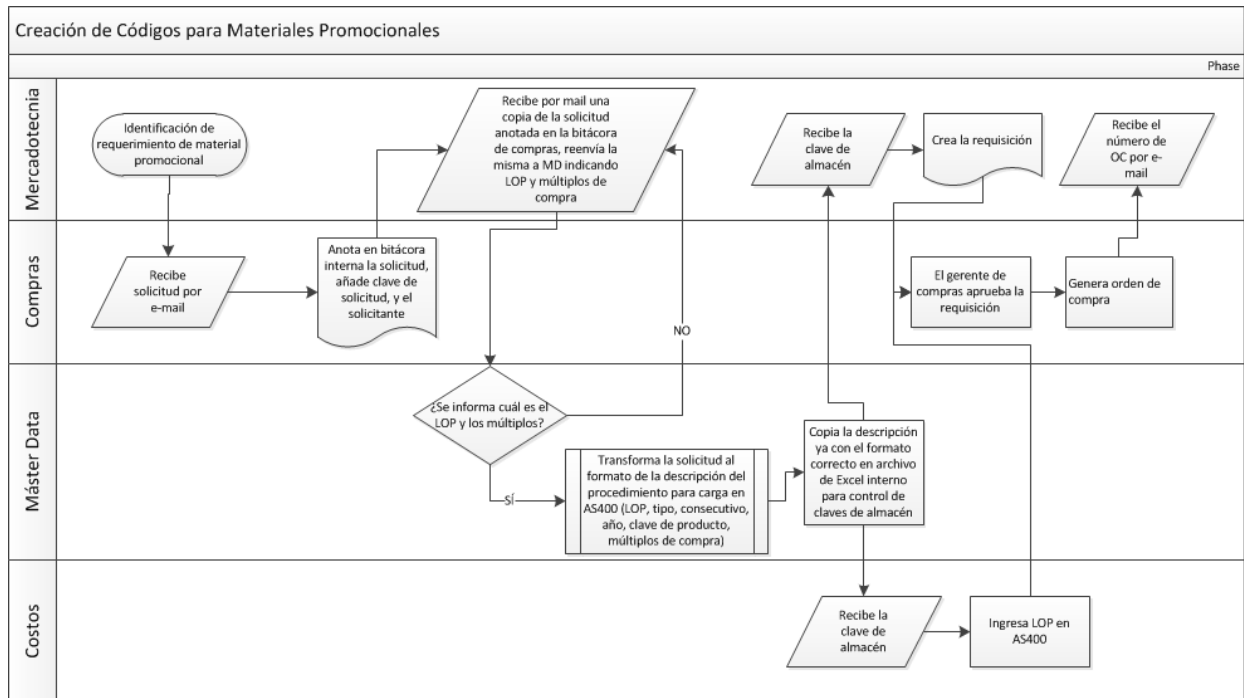 Creación de Códigos para Materiales Promocionales
Phase
Mercadotecnia
Identificación de
requerimiento de material
promocional
Recibe por mail una
copia de la solicitud
anotada en la bitácora
de compras, reenvía la
misma a MD indicando
LOP y múltiplos de
compra
Recibe la
clave de
almacén
Crea la requisición
Recibe el
número de
OC por e-
mail
Compras
Recibe
solicitud por
e-mail
Anota en bitácora
interna la solicitud,
añade clave de
solicitud, y el
solicitante
NO
El gerente de
compras aprueba la
requisición
Genera orden de
compra
Máster Data
¿Se informa cuál es el
LOP y los múltiplos?
SÍ
Transforma la solicitud al
formato de la descripción del
procedimiento para carga en
AS400 (LOP, tipo, consecutivo,
año, clave de producto,
múltiplos de compra)
Copia la descripción
ya con el formato
correcto en archivo
de Excel interno
para control de
claves de almacén
Costos
Recibe la
clave de
almacén
Ingresa LOP en
AS400